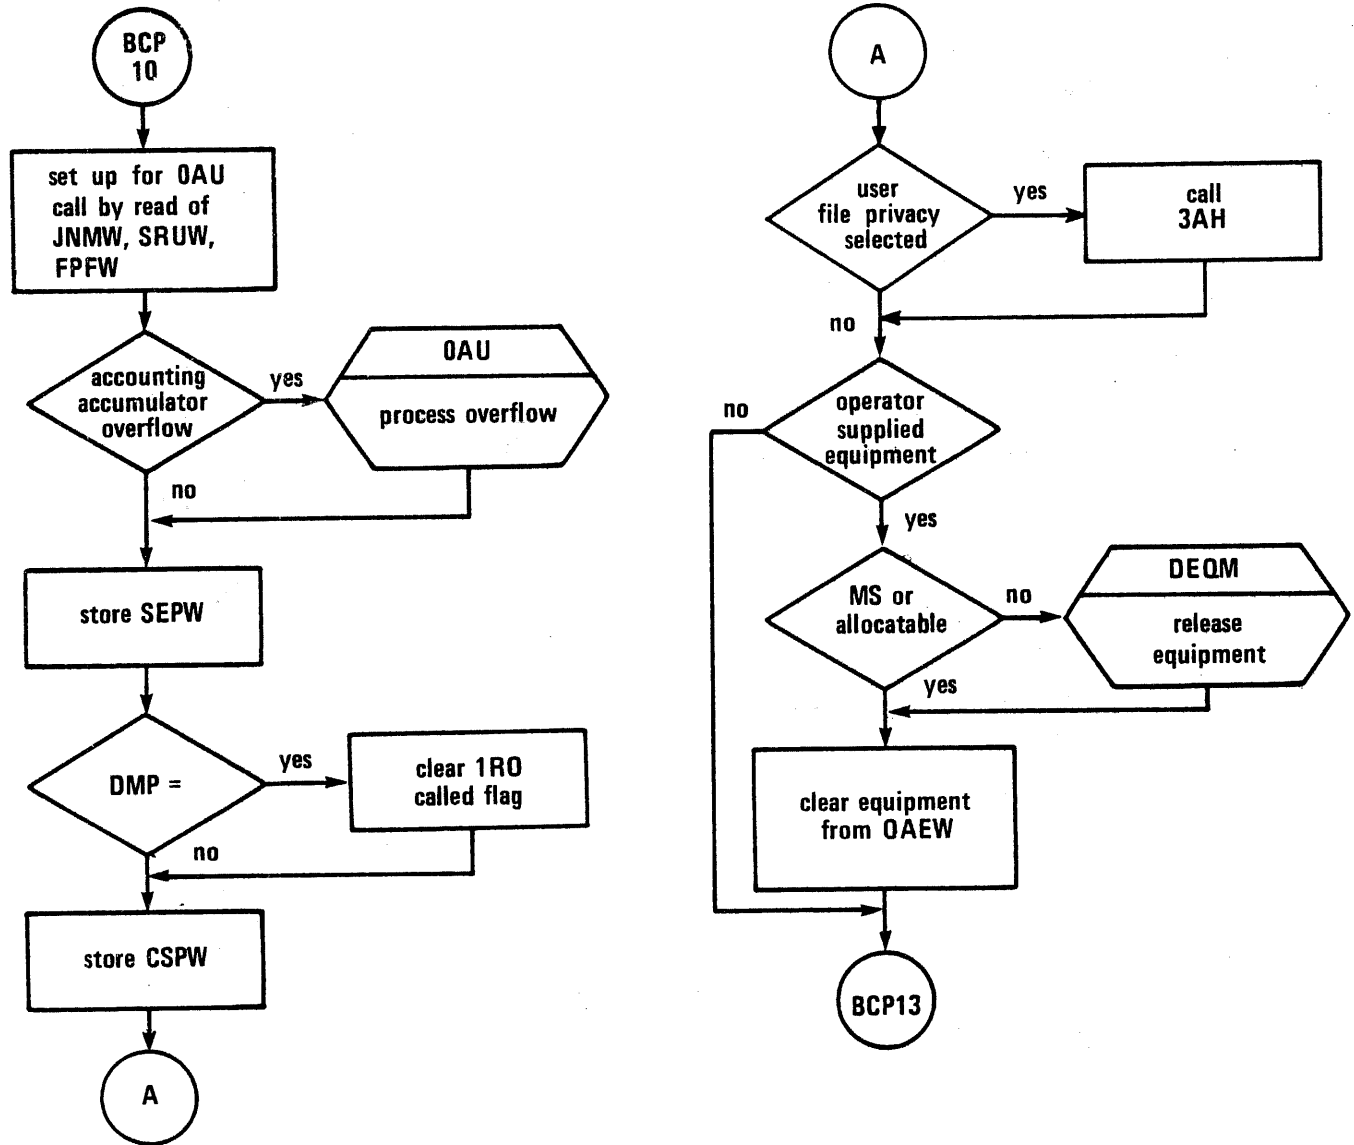 BCP
10
set up for 0AU
call by read of
JNMW, SRUW,
FPFW
accounting
accumulator
overflow
yes
0AU
process overflow
no
store SEPW
DMP =
yes
clear 1RO
called flag
no
store CSPW
A
A
user
file privacy
selected
yes
call
3AH
no
operator
supplied
equipment
no
yes
MS or
allocatable
no
DEQM
release
equipment
yes
clear equipment
from OAEW
BCP13